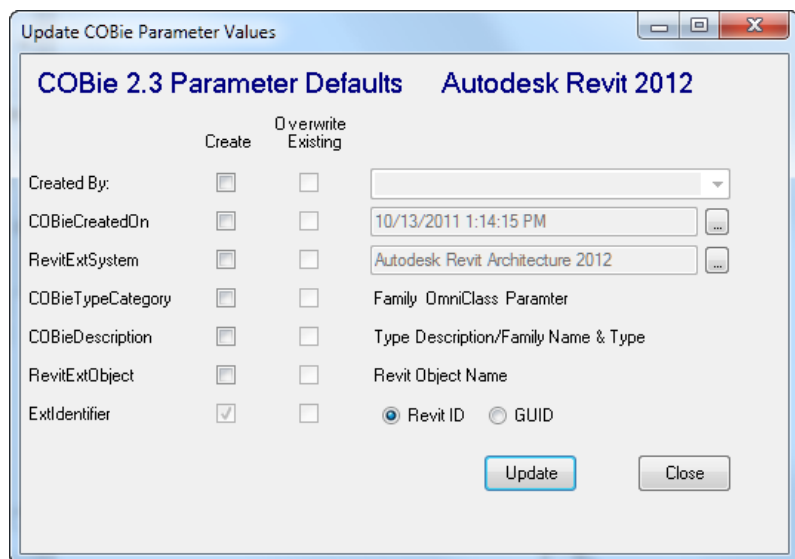 Update COBie Parameter Values
COBie 2.3 Parameter Defaults Autodesk Revit 2012
Create Overwrite Existing
Created By:
COBieCreatedOn 10/13/2011 1:14:15 PM ...
RevitExtSystem Autodesk Revit Architecture 2012 ...
COBieTypeCategory Family OmniClass Paramter
COBieDescription Type Description/Family Name & Type
RevitExtObject Revit Object Name
ExtIdentifier Revit ID GUID
Update Close